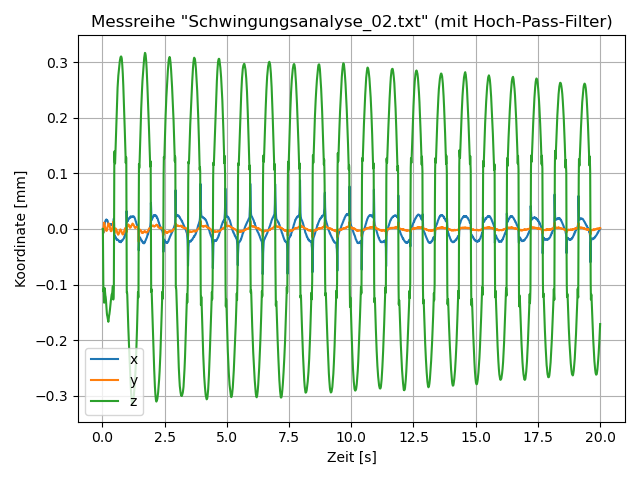 Messreihe "Schwingungsanalyse_02.txt" (mit Hoch-Pass-Filter)
0.3
0.2
0.1
0.0
−0.1
−0.2
−0.3
Koordinate [mm]
x
y
z
0.0 2.5 5.0 7.5 10.0 12.5 15.0 17.5 20.0
Zeit [s]